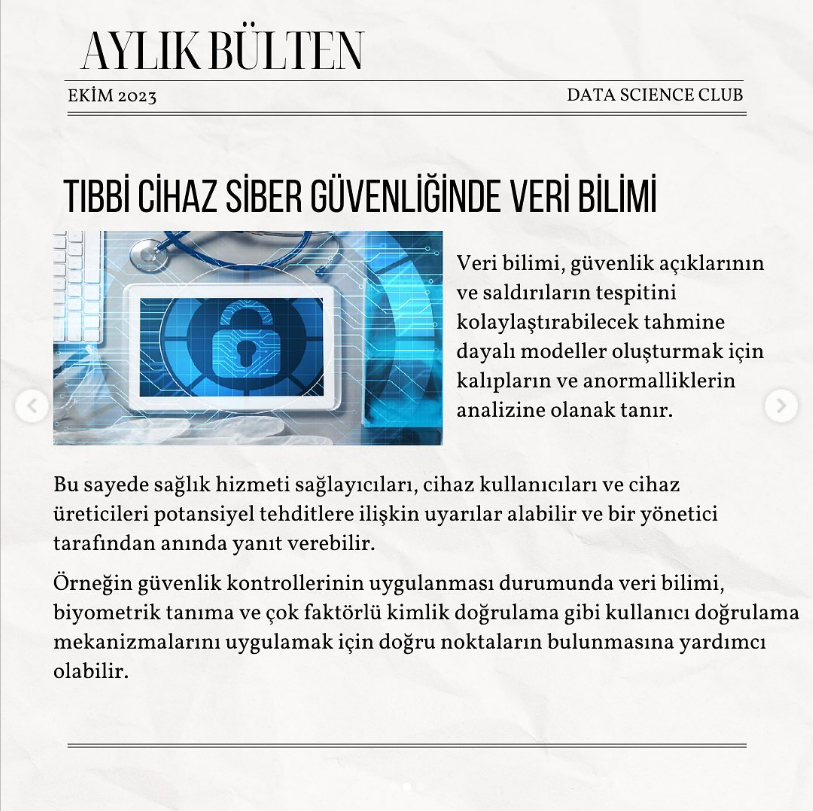 AYLIK BÜLTEN
EKİM 2023
DATA SCIENCE CLUB
TIBBİ CİHAZ SİBER GÜVENLİĞİNDE VERİ BİLİMİ
Veri bilimi, güvenlik açıklarının
ve saldırıların tespitini
kolaylaştırabilecek tahmine
dayalı modeller oluşturmak için
kalıpların ve anormalliklerin
analizine olanak tanır.
Bu sayede sağlık hizmeti sağlayıcıları, cihaz kullanıcıları ve cihaz
üreticileri potansiyel tehditlere ilişkin uyarılar alabilir ve bir yönetici
tarafından anında yanıt verebilir.
Örneğin güvenlik kontrollerinin uygulanması durumunda veri bilimi,
biyometrik tanıma ve çok faktörlü kimlik doğrulama gibi kullanıcı doğrulama
mekanizmalarını uygulamak için doğru noktaların bulunmasına yardımcı
olabilir.